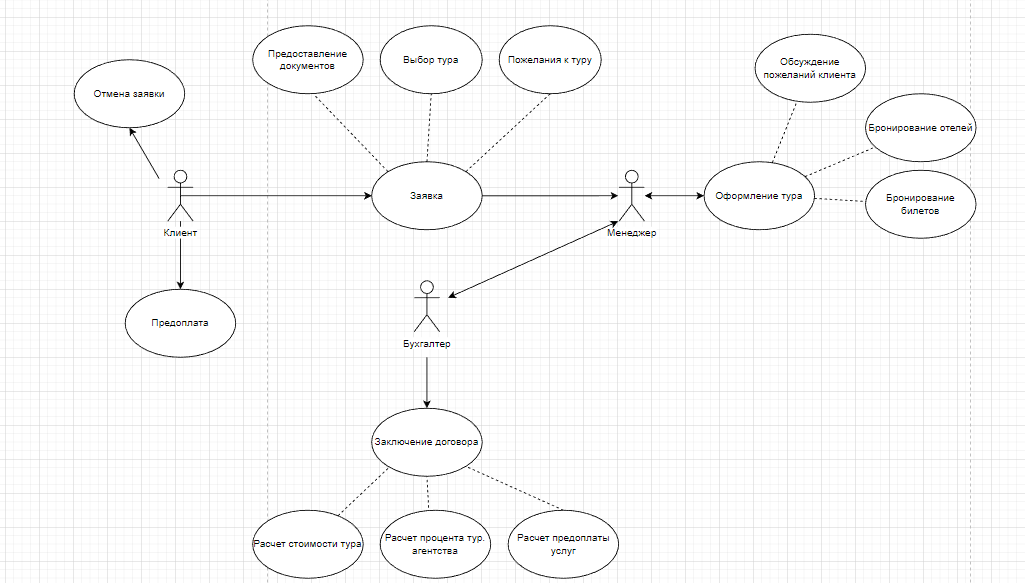 Предоставление
документов
Выбор тура
Пожелания к туру
Обсуждение
пожеланий клиента
Отмена заявки
Бронирование отелей
Заявка
Оформление тура
Бронирование
билетов
Клиент
Менеджер
Предоплата
Бухгалтер
Заключение договора
Расчет стоимости тура
Расчет процента тур.
агентства
Расчет предоплаты
услуг